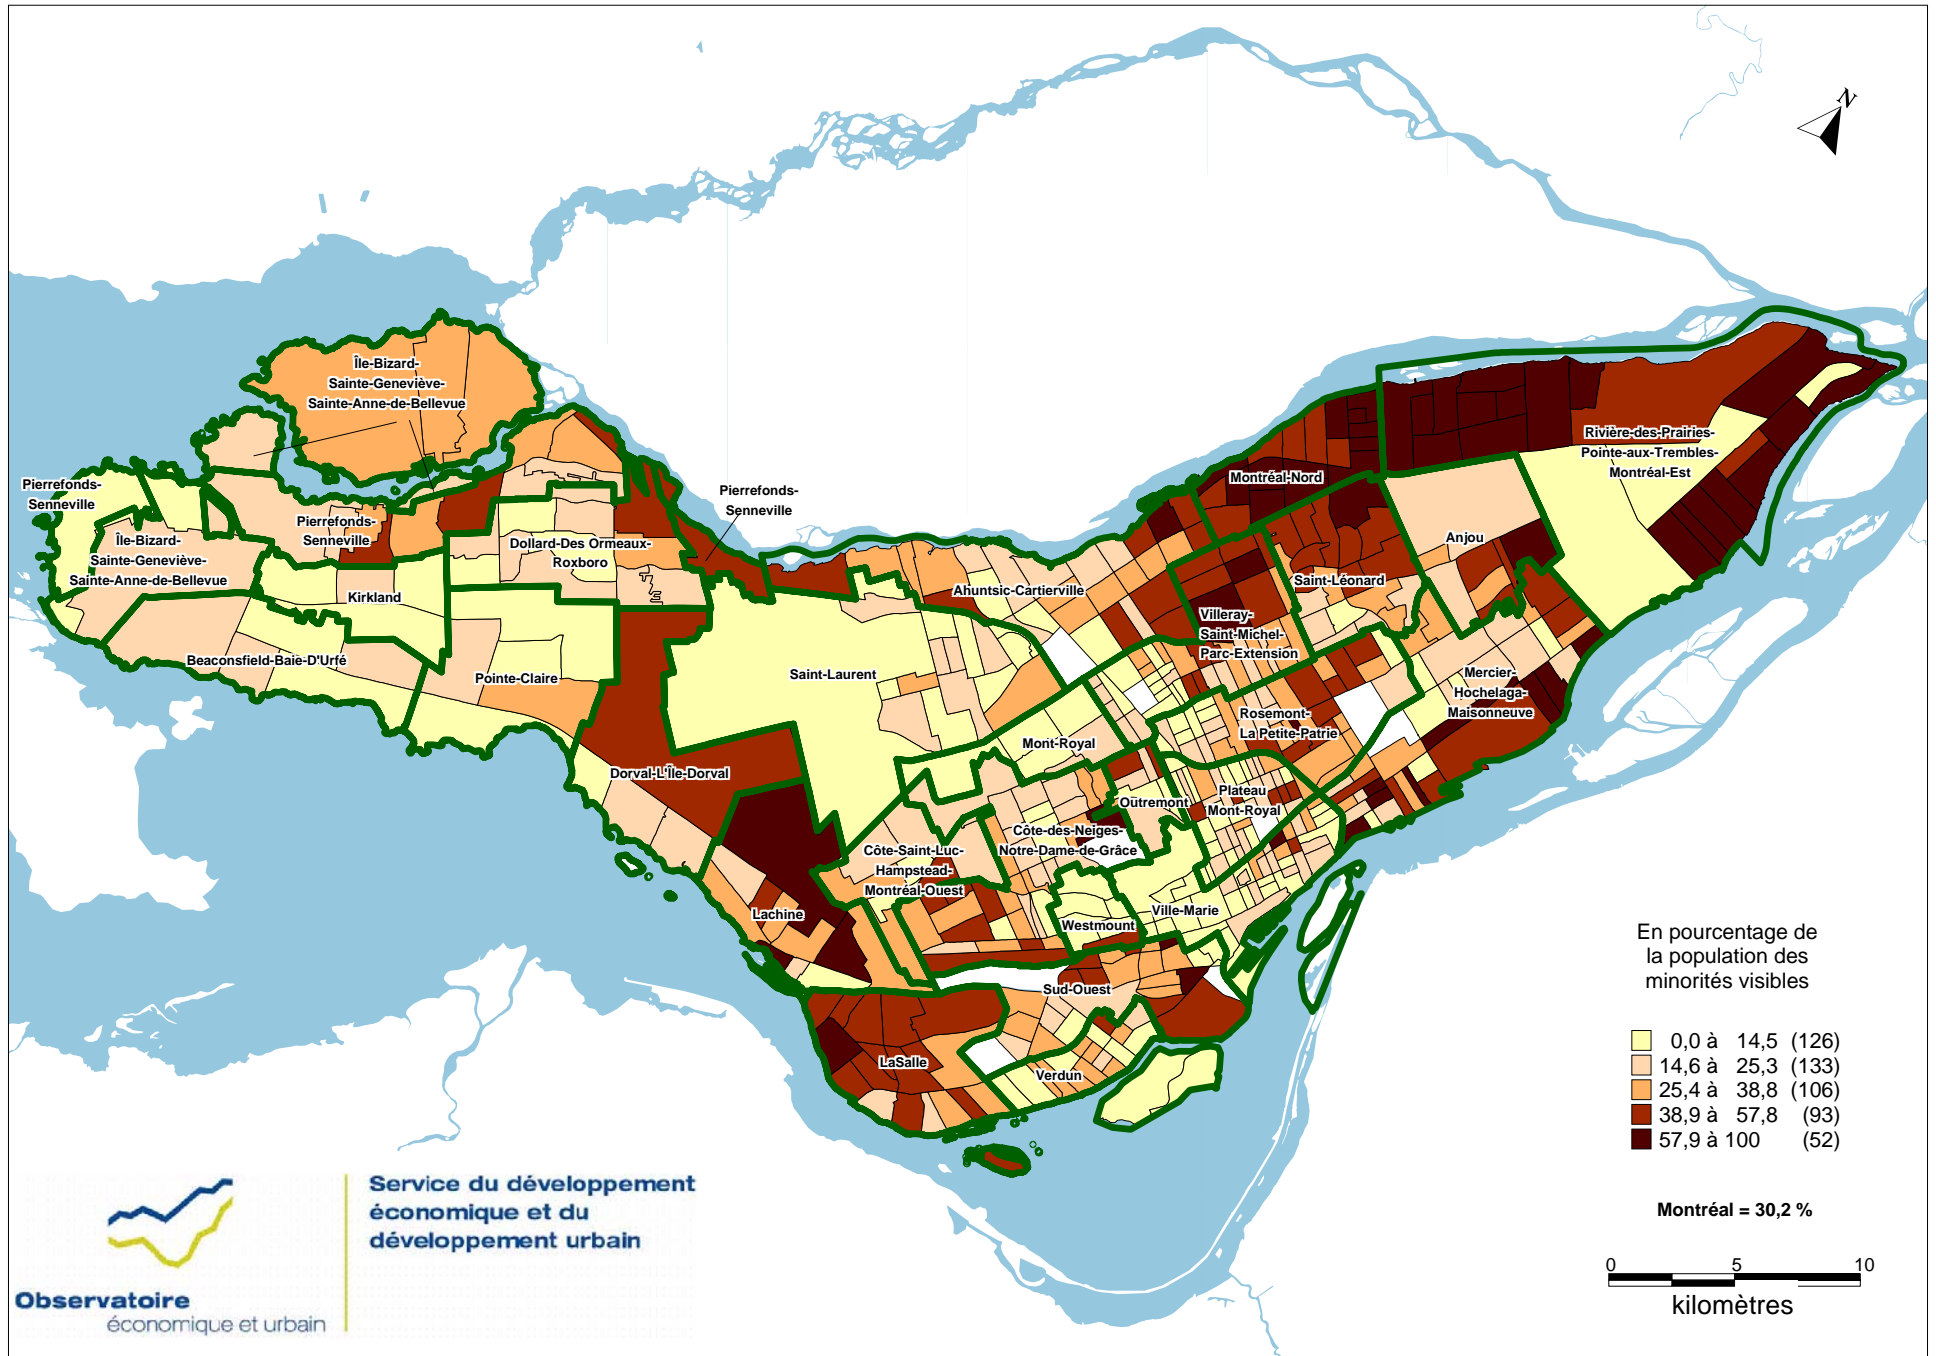 N
Île-Bizard-
Sainte-Geneviève-
Sainte-Anne-de-Bellevue
Pierrefonds-
Senneville
Île-Bizard-
Sainte-Geneviève-
Sainte-Anne-de-Bellevue
Pierrefonds-
Senneville
Pierrefonds-
Senneville
Dollard-Des Ormeaux-
Roxboro
Kirkland
Beaconsfield-Baie-D'Urfé
Pointe-Claire
Dorval-L'Île-Dorval
Lachine
Saint-Laurent
Ahuntsic-Cartierville
Montréal-Nord
Rivière-des-Prairies-
Pointe-aux-Trembles-
Montréal-Est
Anjou
Saint-Léonard
Villeray-
Saint-Michel-
Parc-Extension
Mercier-
Hochelaga-
Maisonneuve
Rosemont-
La Petite-Patrie
Mont-Royal
Outremont
Plateau
Mont-Royal
Côte-des-Neiges-
Notre-Dame-de-Grâce
Côte-Saint-Luc-
Hampstead-
Montréal-Ouest
Westmount
Ville-Marie
Sud-Ouest
LaSalle
Verdun
En pourcentage de
la population des
minorités visibles
0,0 à 14,5 (126)
14,6 à 25,3 (133)
25,4 à 38,8 (106)
38,9 à 57,8 (93)
57,9 à 100 (52)
Montréal = 30,2 %
0 5 10
kilomètres
Service du développement
économique et du
développement urbain
Observatoire
économique et urbain